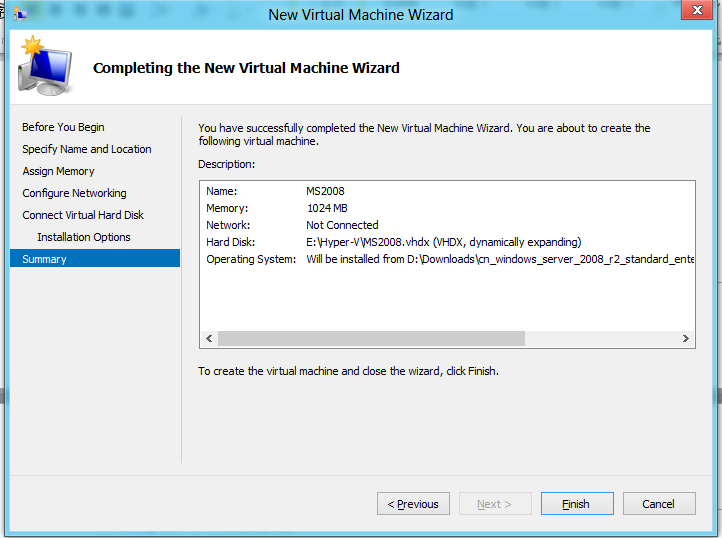 New Virtual Machine Wizard
Completing the New Virtual Machine Wizard
Before You Begin
Specify Name and Location
Assign Memory
Configure Networking
Connect Virtual Hard Disk
Installation Options
Summary
You have successfully completed the New Virtual Machine Wizard. You are about to create the
following virtual machine.
Description:
Name: MS2008
Memory: 1024 MB
Network: Not Connected
Hard Disk: E:\Hyper-V\MS2008.vhdx (VHDX, dynamically expanding)
Operating System: Will be installed from D:\Downloads\cn_windows_server_2008_r2_standard_ente
To create the virtual machine and close the wizard, click Finish.
< Previous
Next >
Finish
Cancel